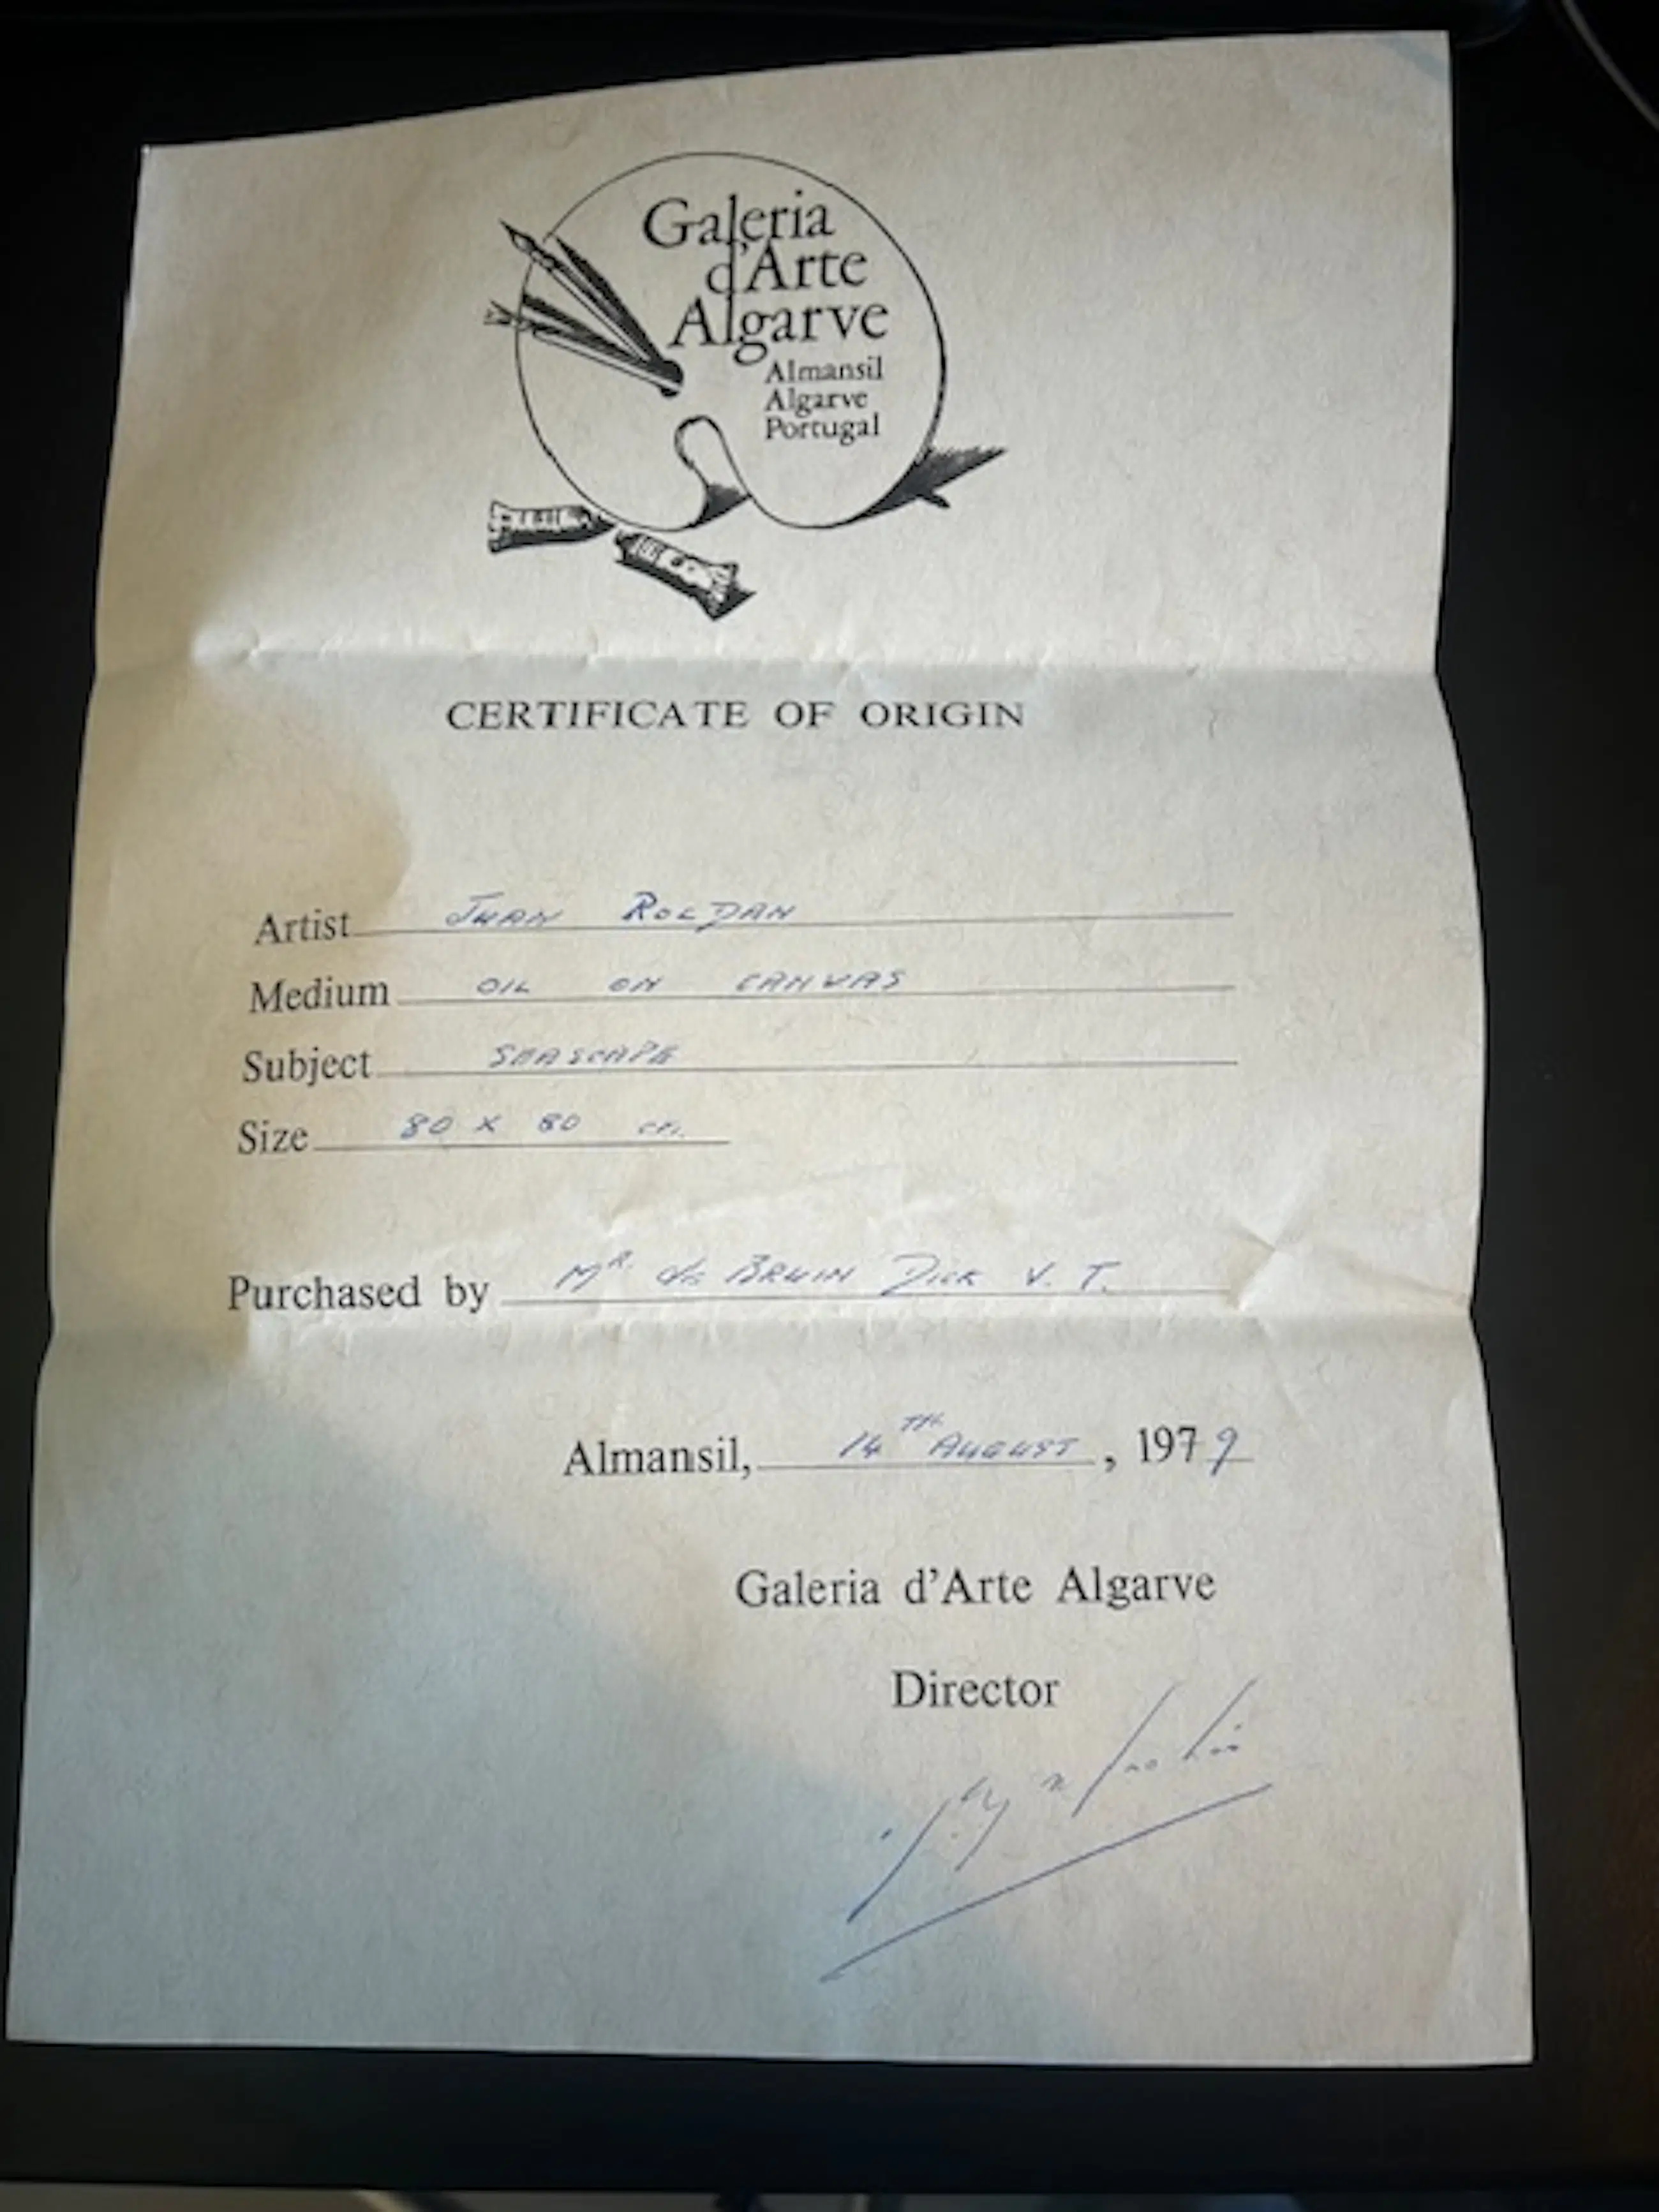 Galeria
d'Arte
Algarve
Almansil
Algarve
Portugal
CERTIFICATE OF ORIGIN
Artist JUAN ROLDAN
Medium OIL ON CANVAS
Subject SEASCAPE
Size 80 X 80 cm.
Purchased by MR. de BRUIN DICK V. T.
Almansil, 14TH AUGUST, 1979
Galeria d'Arte Algarve
Director